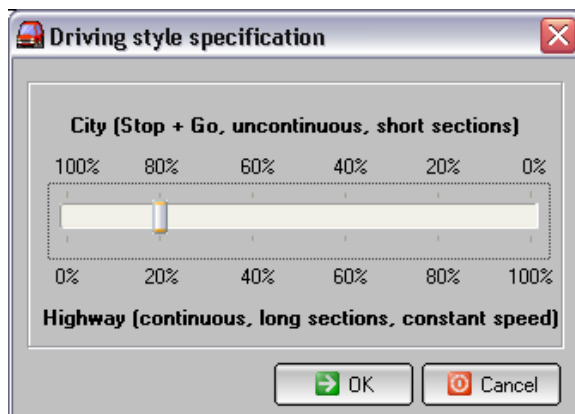 Driving style specification
City (Stop + Go, uncontinuous, short sections)
100% 80% 60% 40% 20% 0%
0% 20% 40% 60% 80% 100%
Highway (continuous, long sections, constant speed)
OK Cancel